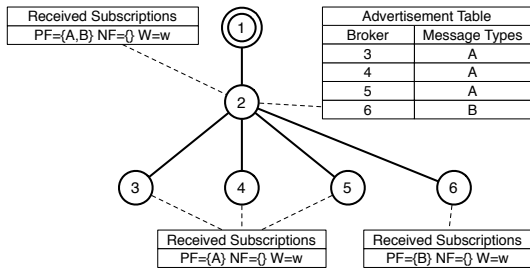 Received Subscriptions
PF={A,B} NF={} W=w
1
Advertisement Table
Broker Message Types
3 A
4 A
5 A
6 B
2
3 4 5 6
Received Subscriptions
PF={A} NF={} W=w
Received Subscriptions
PF={B} NF={} W=w